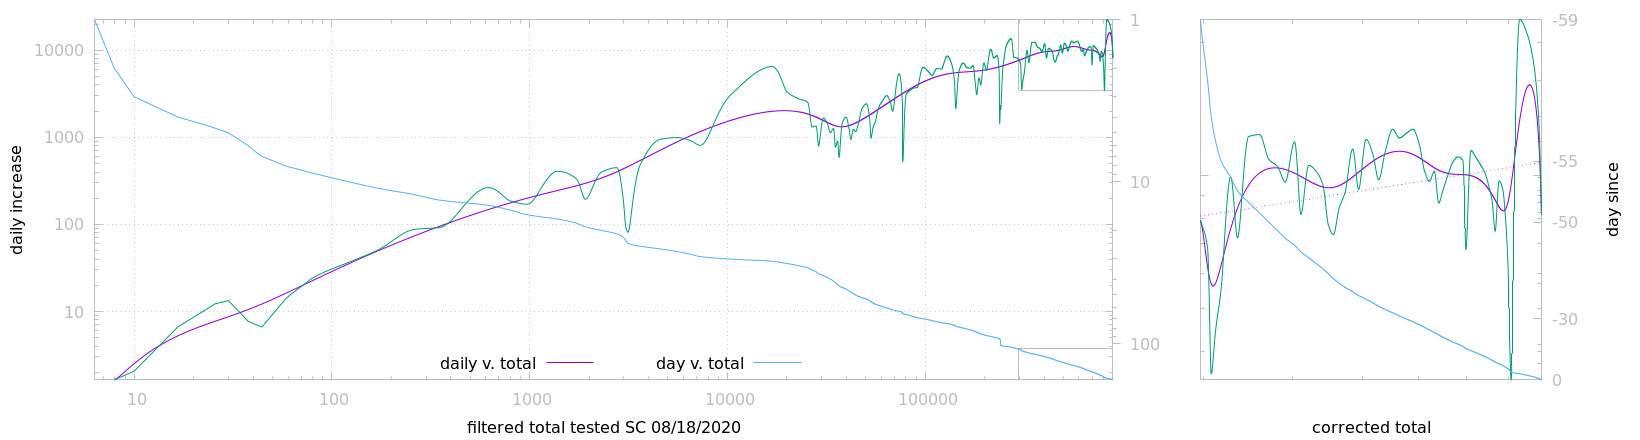 daily increase
10000
1000
100
10
10
100
1000
10000
100000
1
10
100
daily v. total
day v. total
filtered total tested SC 08/18/2020
-59
-55
-50
-30
0
day since
corrected total